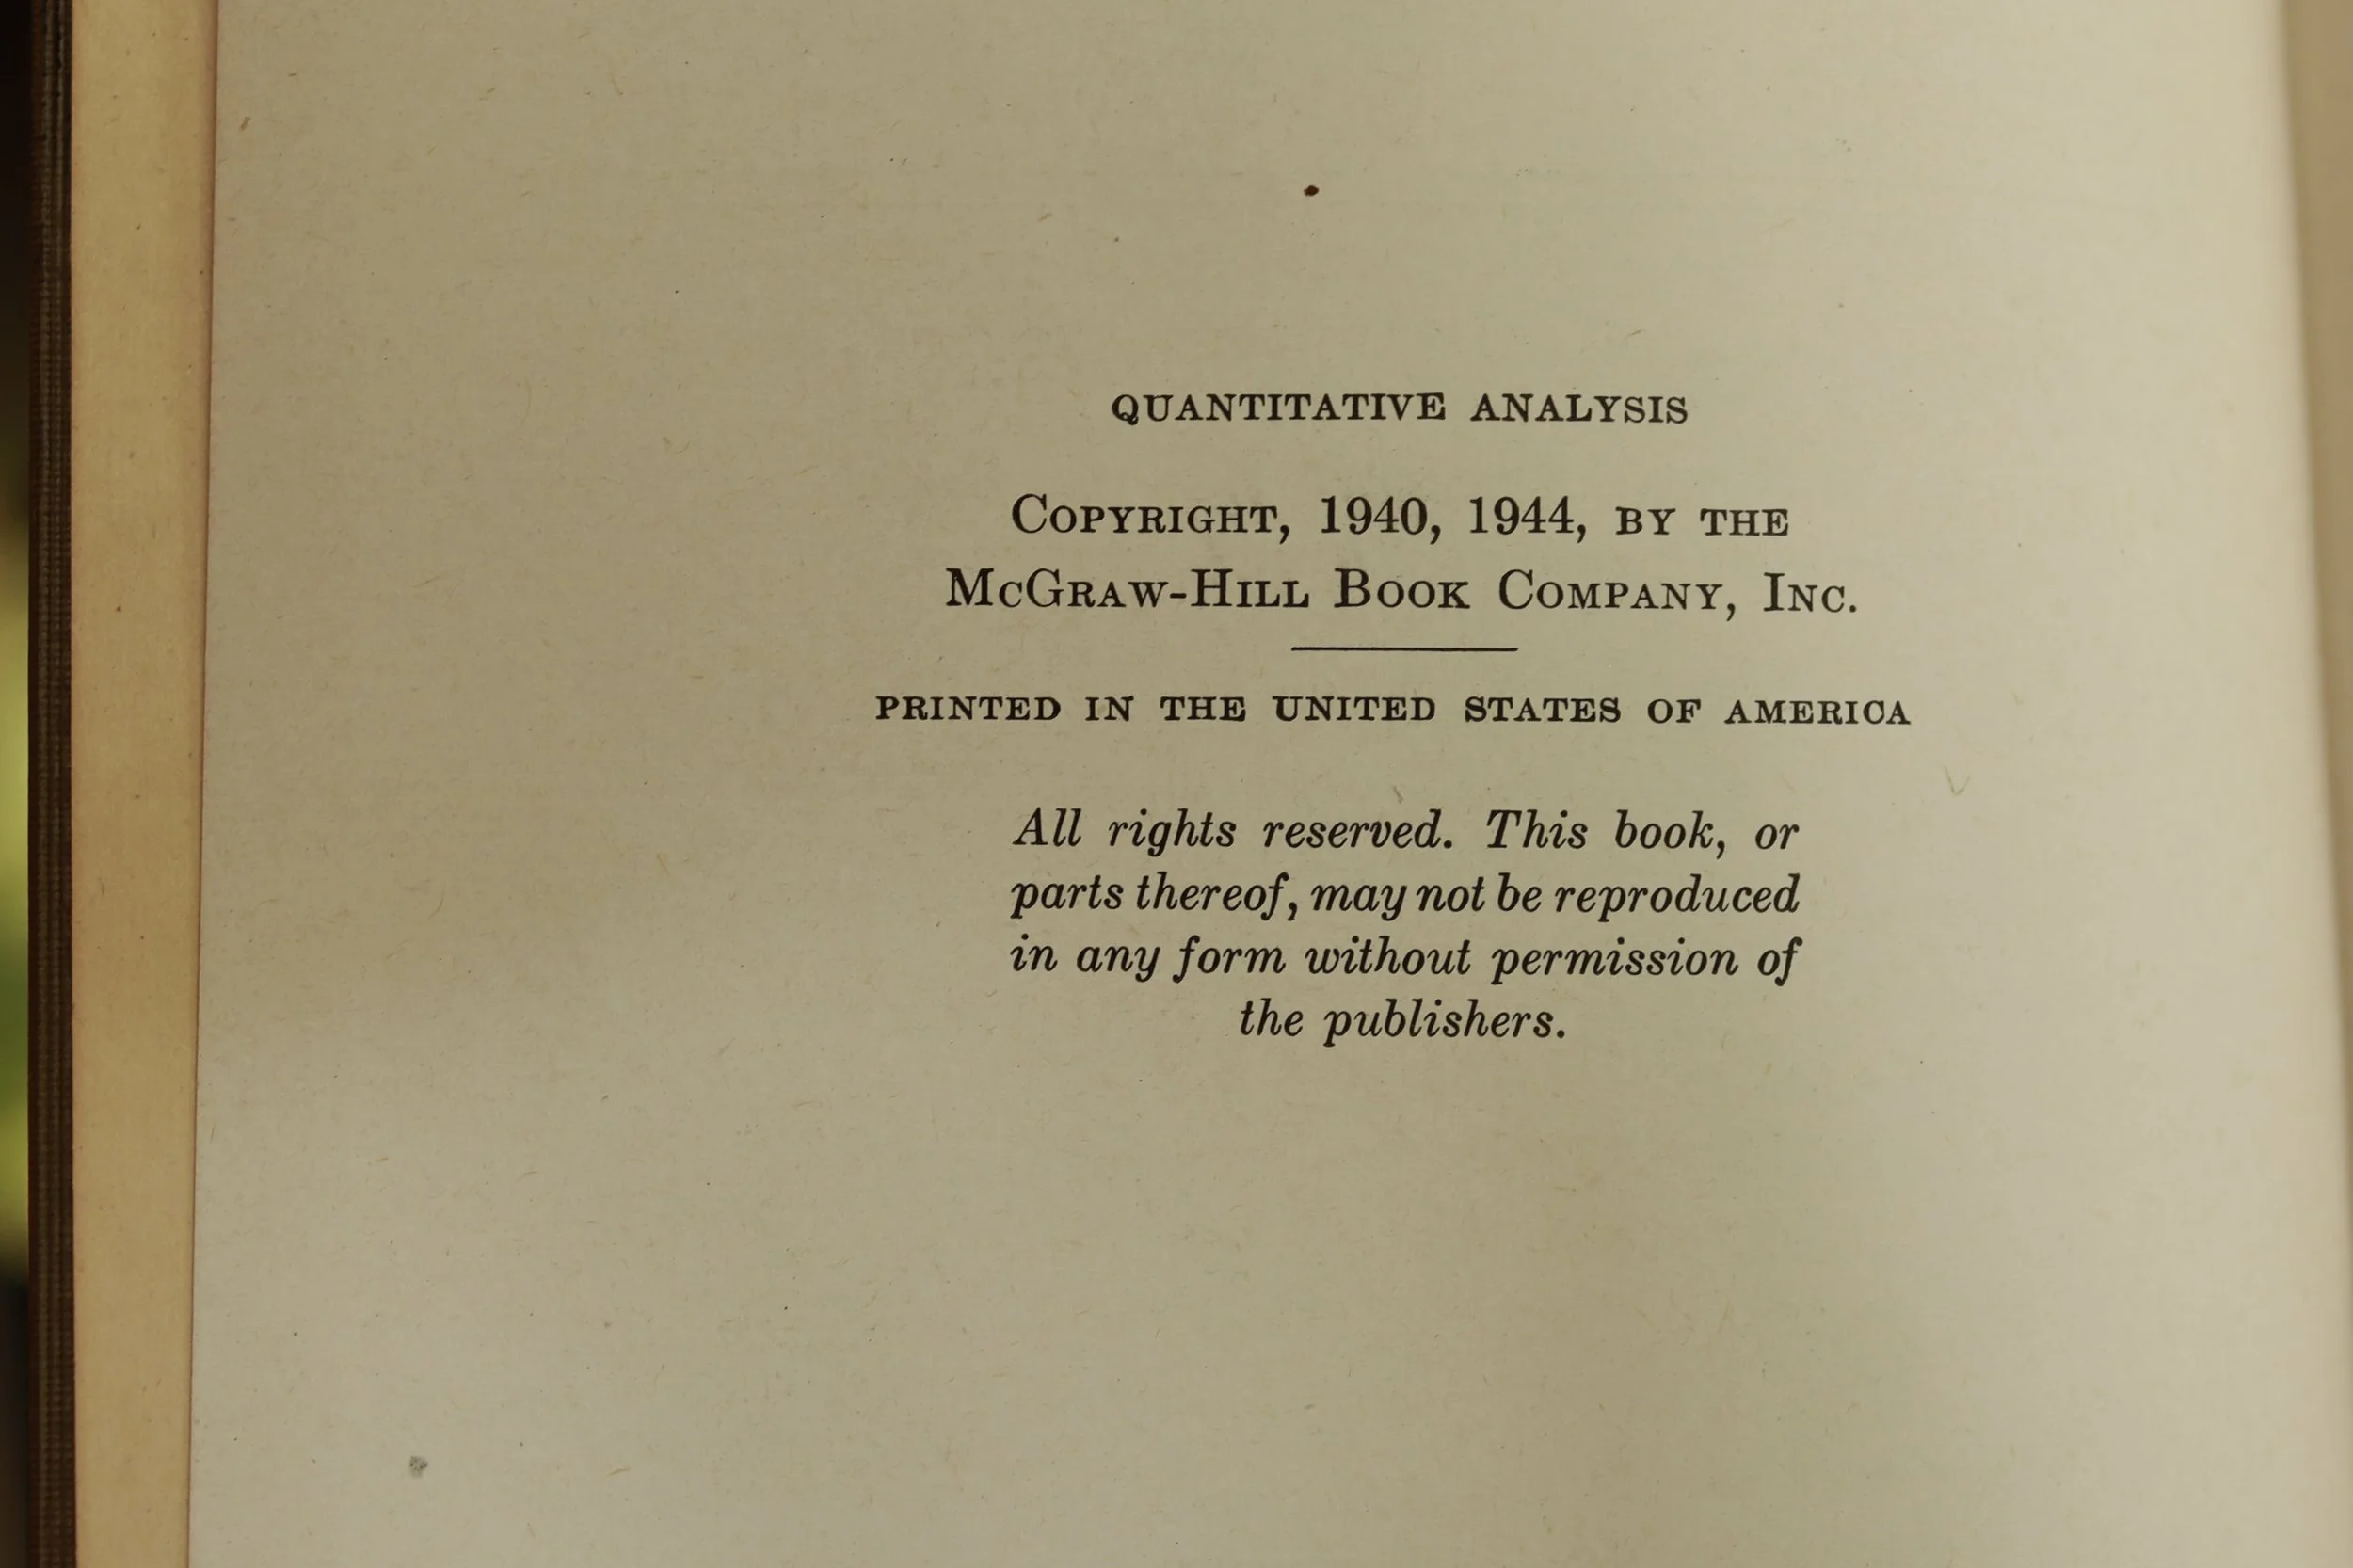 QUANTITATIVE ANALYSIS
Copyright, 1940, 1944, by the
McGraw-Hill Book Company, Inc.
PRINTED IN THE UNITED STATES OF AMERICA
All rights reserved. This book, or
parts thereof, may not be reproduced
in any form without permission of
the publishers.